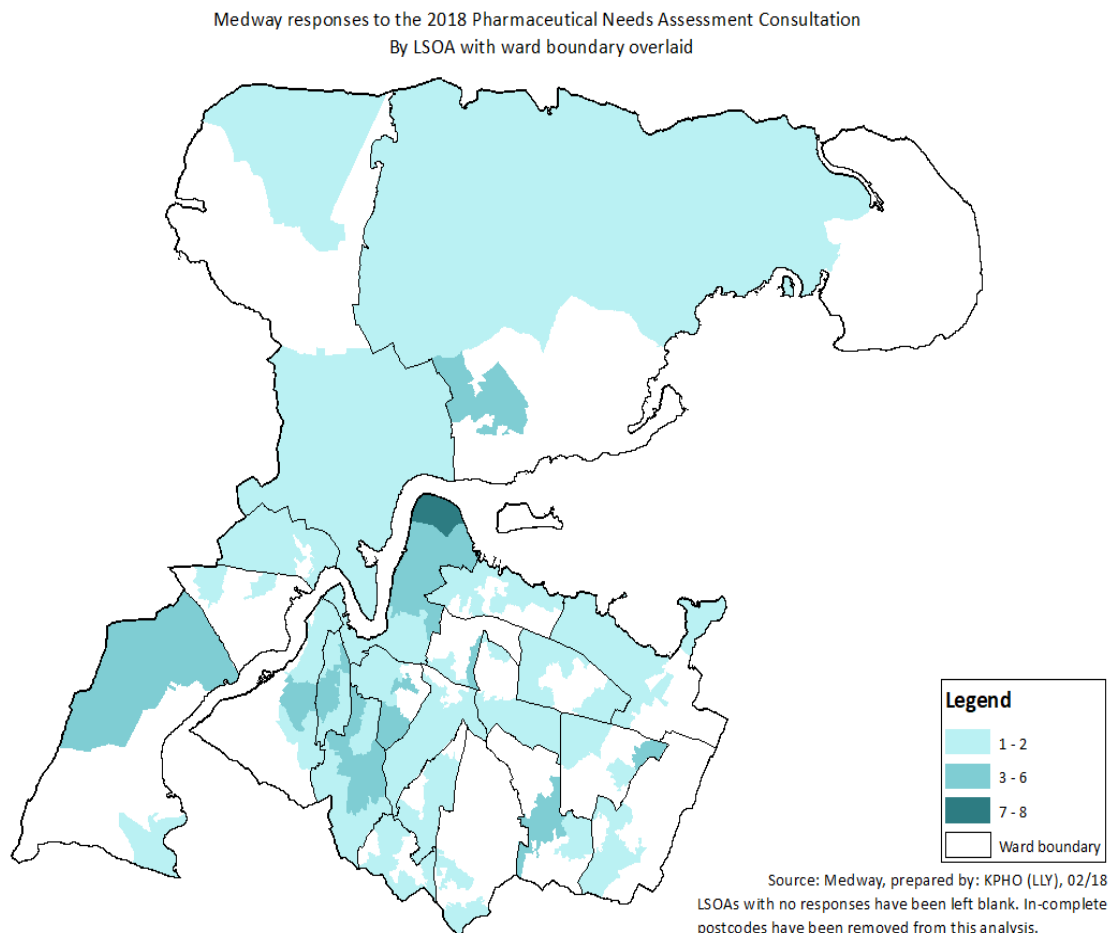 Medway responses to the 2018 Pharmaceutical Needs Assessment Consultation
By LSOA with ward boundary overlaid
Legend
1 - 2
3 - 6
7 - 8
Ward boundary
Source: Medway, prepared by: KPHO (LLY), 02/18
LSOAs with no responses have been left blank. In-complete
postcodes have been removed from this analysis.